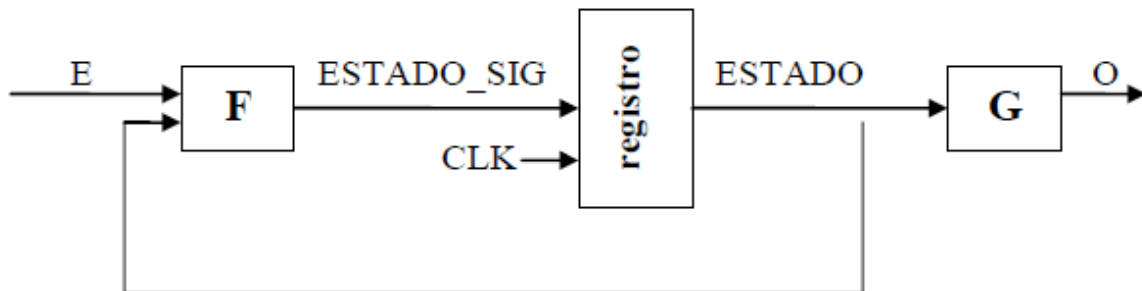 E
F
ESTADO_SIG
CLK
registro
ESTADO
G
O